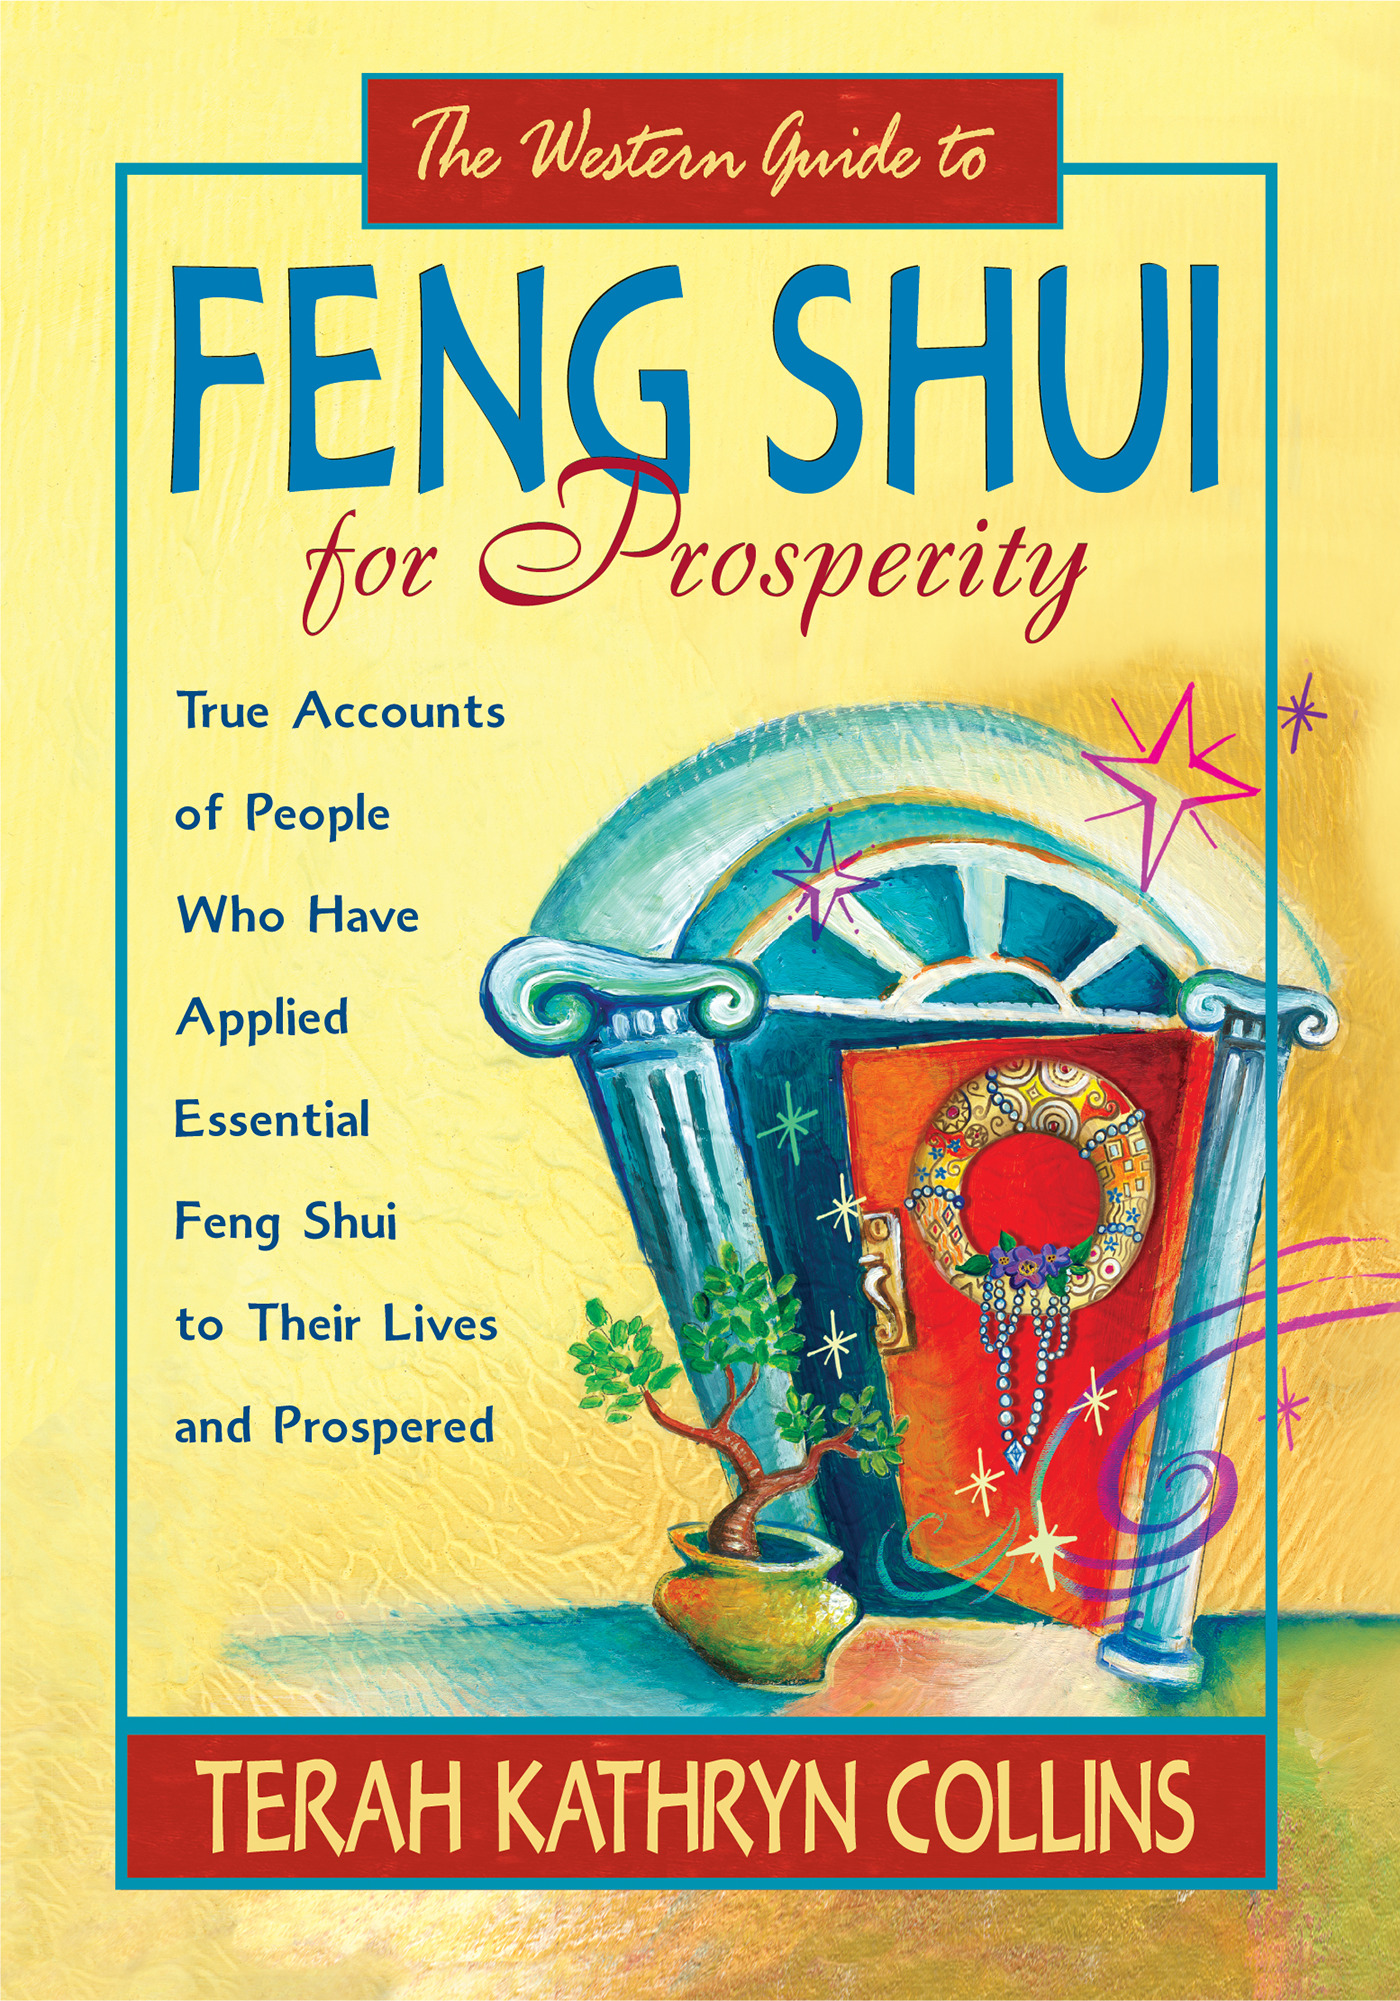 The Western Guide to
FENG SHUI
for Prosperity
True Accounts
of People
Who Have
Applied
Essential
Feng Shui
to Their Lives
and Prospered
TERAH KATHRYN COLLINS